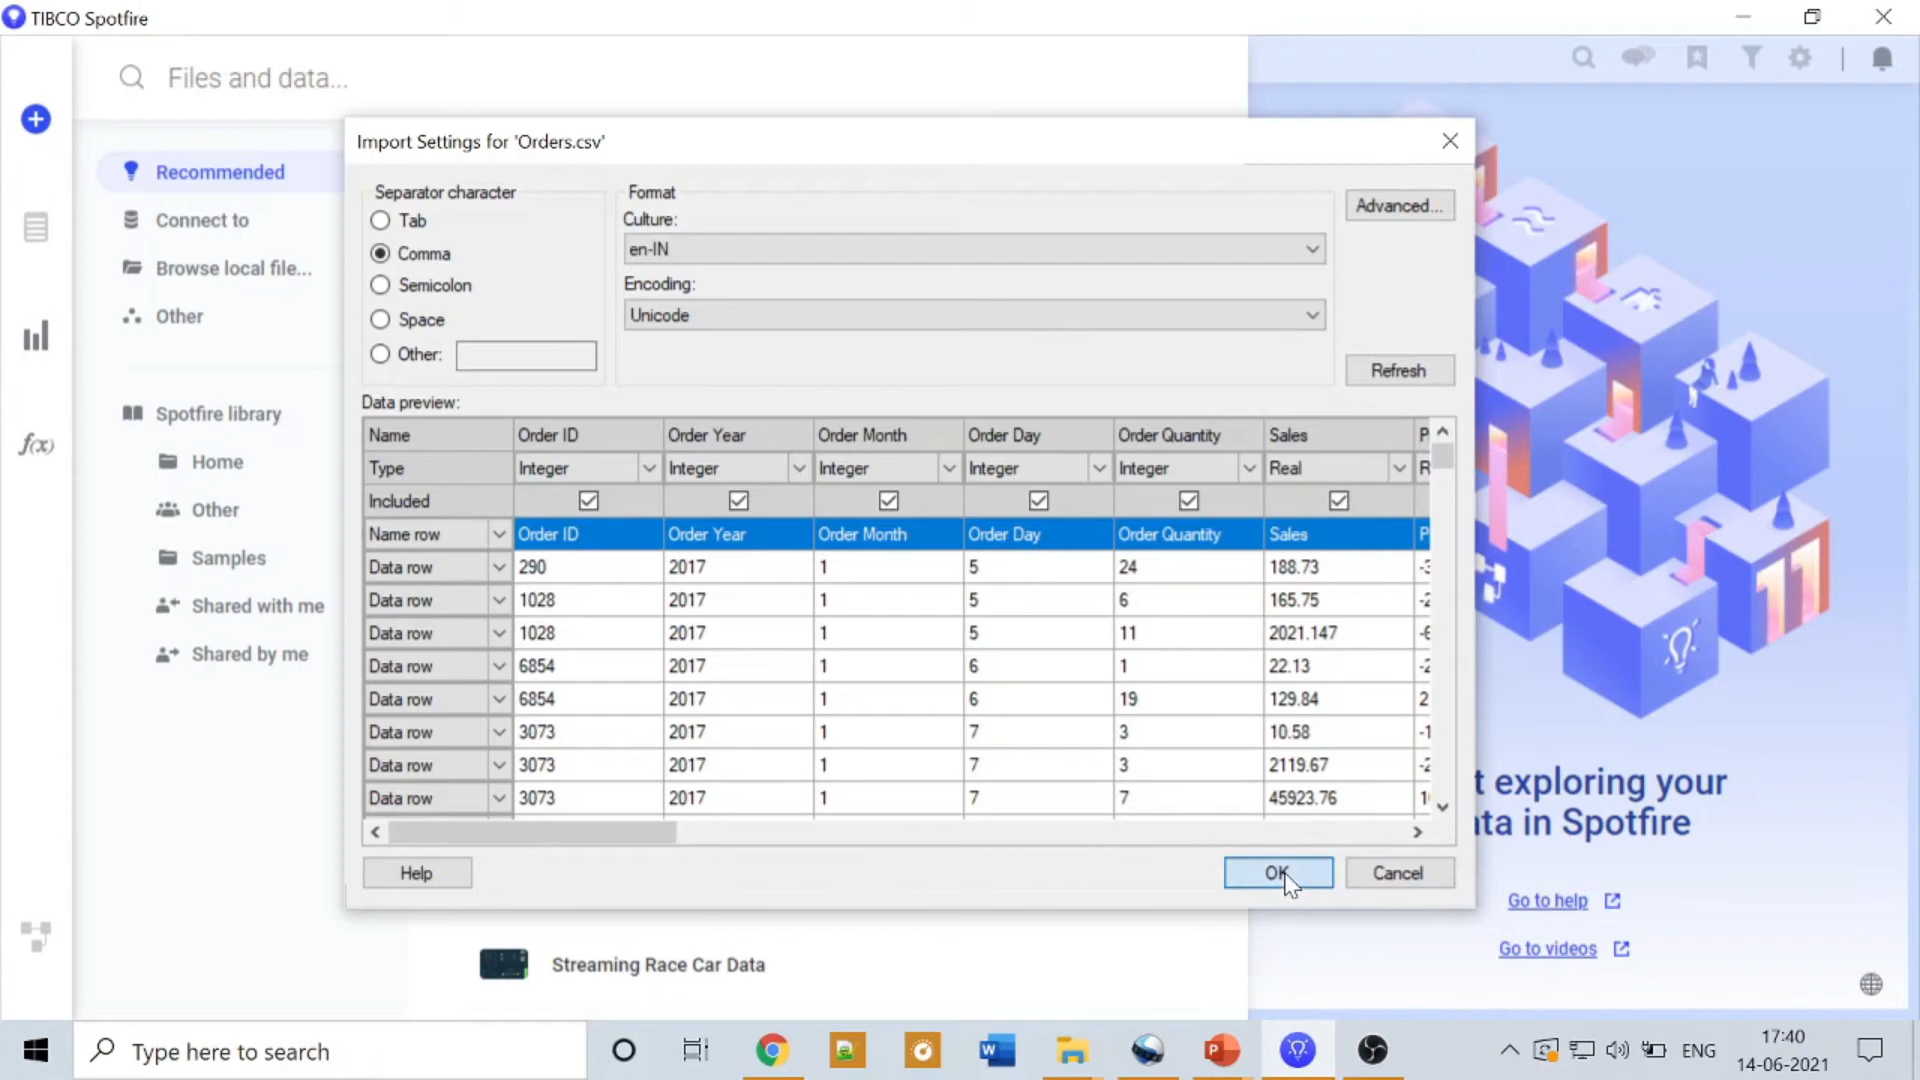 TIBCO Spotfire
Files and data...
Recommended
Connect to
Browse local file...
Other
Spotfire library
Home
Other
Samples
Shared with me
Shared by me
Import Settings for 'Orders.csv'
Separator character
Tab
Comma
Semicolon
Space
Other:
Format
Culture:
en-IN
Encoding:
Unicode
Advanced...
Refresh
Data preview:
Name Order ID Order Year Order Month Order Day Order Quantity Sales P
Type Integer Integer Integer Integer Integer Real R
Included
Name row Order ID Order Year Order Month Order Day Order Quantity Sales P
Data row 290 2017 1 5 24 188.73 -3
Data row 1028 2017 1 5 6 165.75 -2
Data row 1028 2017 1 5 11 2021.147 -6
Data row 6854 2017 1 6 1 22.13 -2
Data row 6854 2017 1 6 19 129.84 2
Data row 3073 2017 1 7 3 10.58 -1
Data row 3073 2017 1 7 3 2119.67 -2
Data row 3073 2017 1 7 7 45923.76 1
Help
OK
Cancel
Streaming Race Car Data
t exploring your
ata in Spotfire
Go to help
Go to videos
f(x)
Type here to search
ENG
17:40
14-06-2021